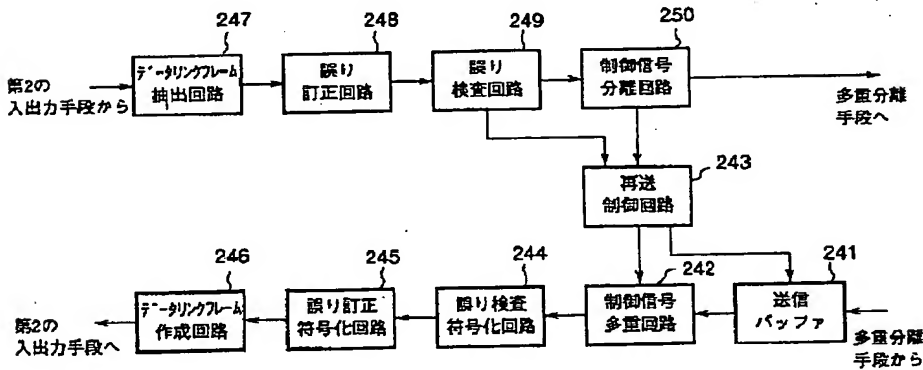 247
248
249
250
第2の
入出力手段から
データリンクフレーム
抽出回路
誤り
訂正回路
誤り
検査回路
制御信号
分離回路
多重分離
手段へ
243
再送
制御回路
246
245
244
242
241
第2の
入出力手段へ
データリンクフレーム
作成回路
誤り訂正
符号化回路
誤り検査
符号化回路
制御信号
多重回路
送信
バッファ
多重分離
手段から